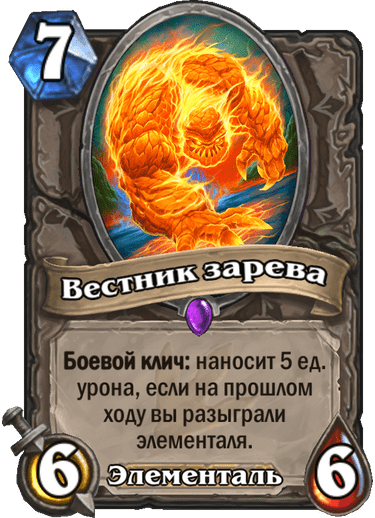 7
Вестник зарева
Боевой клич: наносит 5 ед.
урона, если на прошлом
ходу вы разыграли
элементаля.
6 Элементаль 6